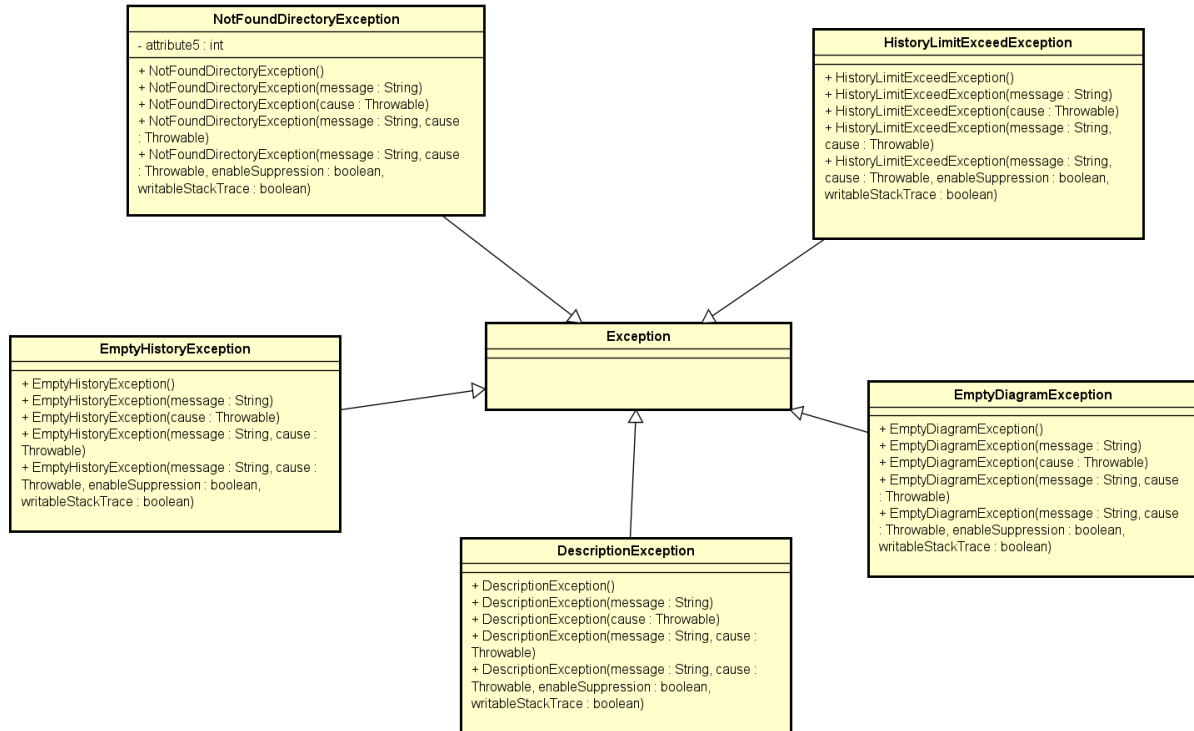 NotFoundDirectoryException
- attribute5 : int
+ NotFoundDirectoryException()
+ NotFoundDirectoryException(message : String)
+ NotFoundDirectoryException(cause : Throwable)
+ NotFoundDirectoryException(message : String, cause
: Throwable)
+ NotFoundDirectoryException(message : String, cause
: Throwable, enableSuppression : boolean,
writableStackTrace : boolean)
HistoryLimitExceedException
+ HistoryLimitExceedException()
+ HistoryLimitExceedException(message : String)
+ HistoryLimitExceedException(cause : Throwable)
+ HistoryLimitExceedException(message : String,
cause : Throwable)
+ HistoryLimitExceedException(message : String,
cause : Throwable, enableSuppression : boolean,
writableStackTrace : boolean)
Exception
EmptyHistoryException
+ EmptyHistoryException()
+ EmptyHistoryException(message : String)
+ EmptyHistoryException(cause : Throwable)
+ EmptyHistoryException(message : String, cause :
Throwable)
+ EmptyHistoryException(message : String, cause :
Throwable, enableSuppression : boolean,
writableStackTrace : boolean)
EmptyDiagramException
+ EmptyDiagramException()
+ EmptyDiagramException(message : String)
+ EmptyDiagramException(cause : Throwable)
+ EmptyDiagramException(message : String, cause
: Throwable)
+ EmptyDiagramException(message : String, cause
: Throwable, enableSuppression : boolean,
writableStackTrace : boolean)
DescriptionException
+ DescriptionException()
+ DescriptionException(message : String)
+ DescriptionException(cause : Throwable)
+ DescriptionException(message : String, cause :
Throwable)
+ DescriptionException(message : String, cause :
Throwable, enableSuppression : boolean,
writableStackTrace : boolean)